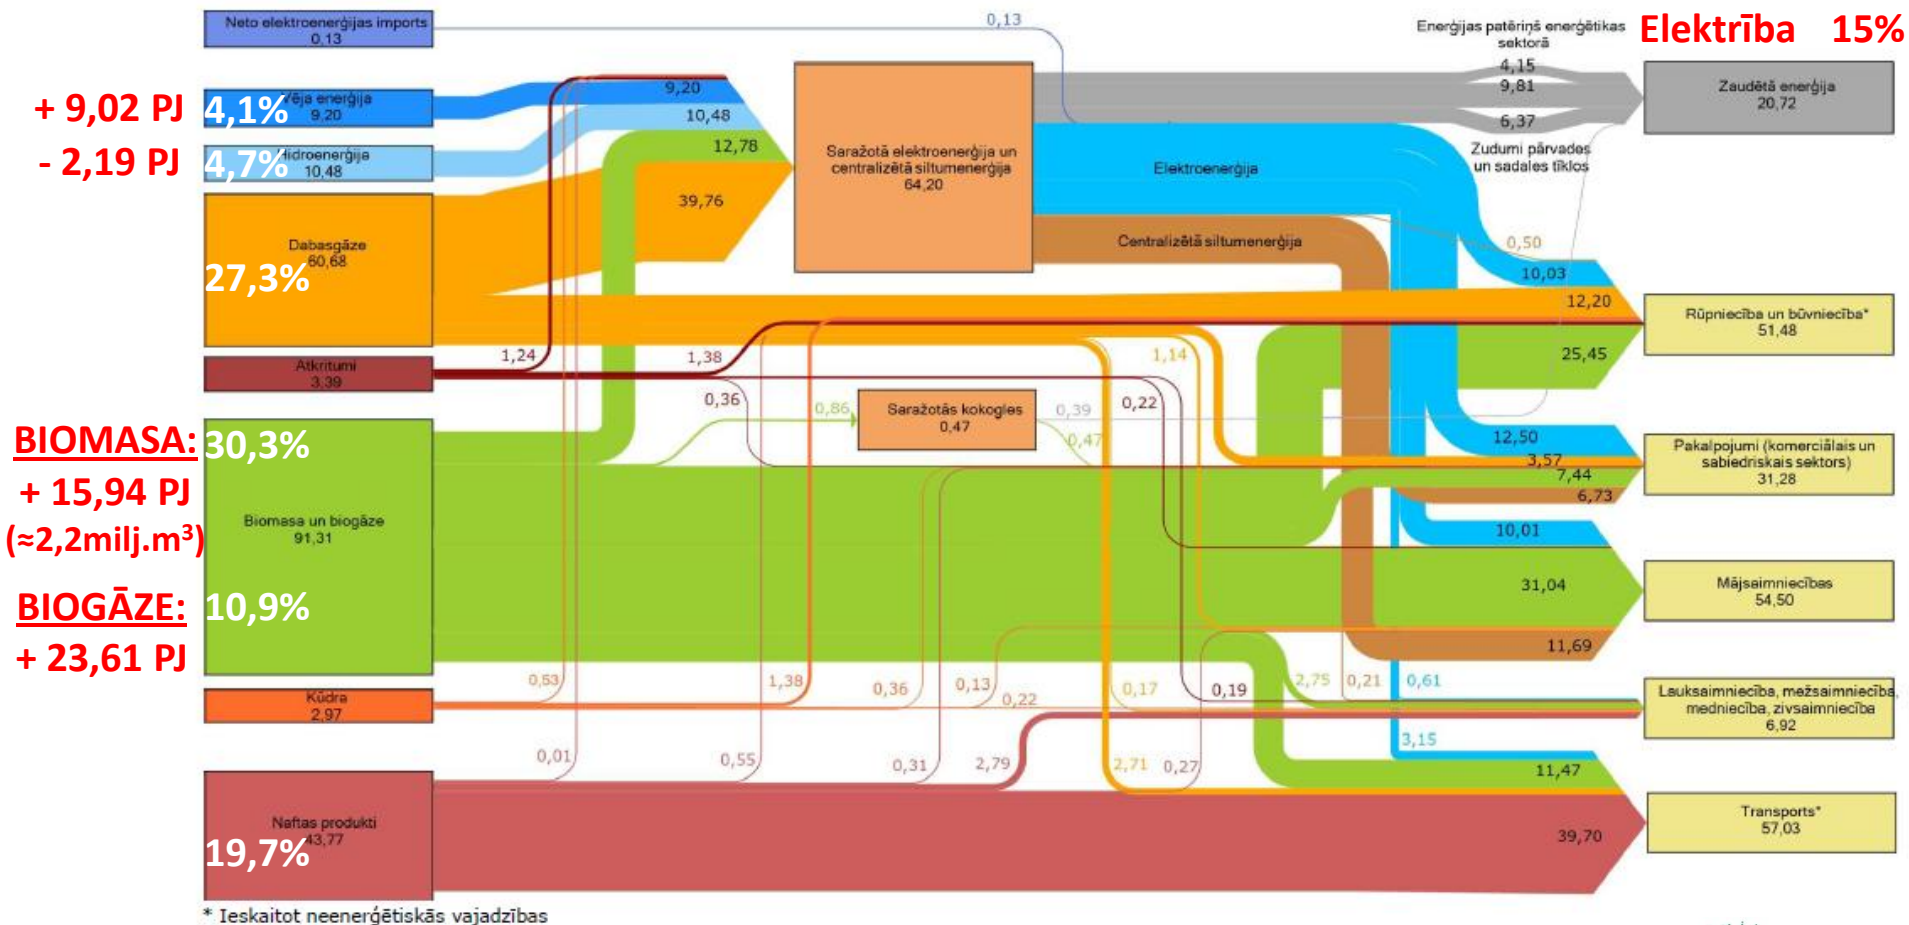 Neto elektroenerģijas imports
0,13
0,13
Enerģijas patēriņš enerģētikas
sektorā
Elektrība 15%
4,15
9,81
6,37
Zudumi pārvades
un sadales tīklos
Zaudētā enerģija
20,72
+ 9,02 PJ
4,1%
Vēja enerģija
9,20
9,20
- 2,19 PJ
4,7%
Hidroenerģija
10,48
10,48
12,78
39,76
Saražotā elektroenerģija un
centralizētā siltumenerģija
64,20
Elektroenerģija
Centralizētā siltumenerģija
Dabasgāze
60,68
27,3%
0,50
10,03
12,20
25,45
Rūpniecība un būvniecība*
51,48
Atkritumi
3,39
1,24
1,38
1,14
0,36
0,86
Saražotās kokogles
0,47
0,39
0,47
0,22
BIOMASA:
30,3%
+ 15,94 PJ
(≈2,2milj.m³)
Biomasa un biogāze
91,31
BIOGĀZE:
10,9%
+ 23,61 PJ
12,50
3,57
7,44
6,73
Pakalpojumi (komerciālais un
sabiedriskais sektors)
31,28
10,01
31,04
11,69
Mājsaimniecības
54,50
Kūdra
2,97
0,53
1,38
0,36
0,13
0,22
0,17
0,19
2,75
0,21
0,61
Lauksaimniecība, mežsaimniecība,
medniecība, zivsaimniecība
6,92
0,01
0,55
0,31
2,79
2,71
0,27
3,15
11,47
39,70
Transports*
57,03
Naftas produkti
43,77
19,7%
* Ieskaitot neenerģētiskās vajadzības